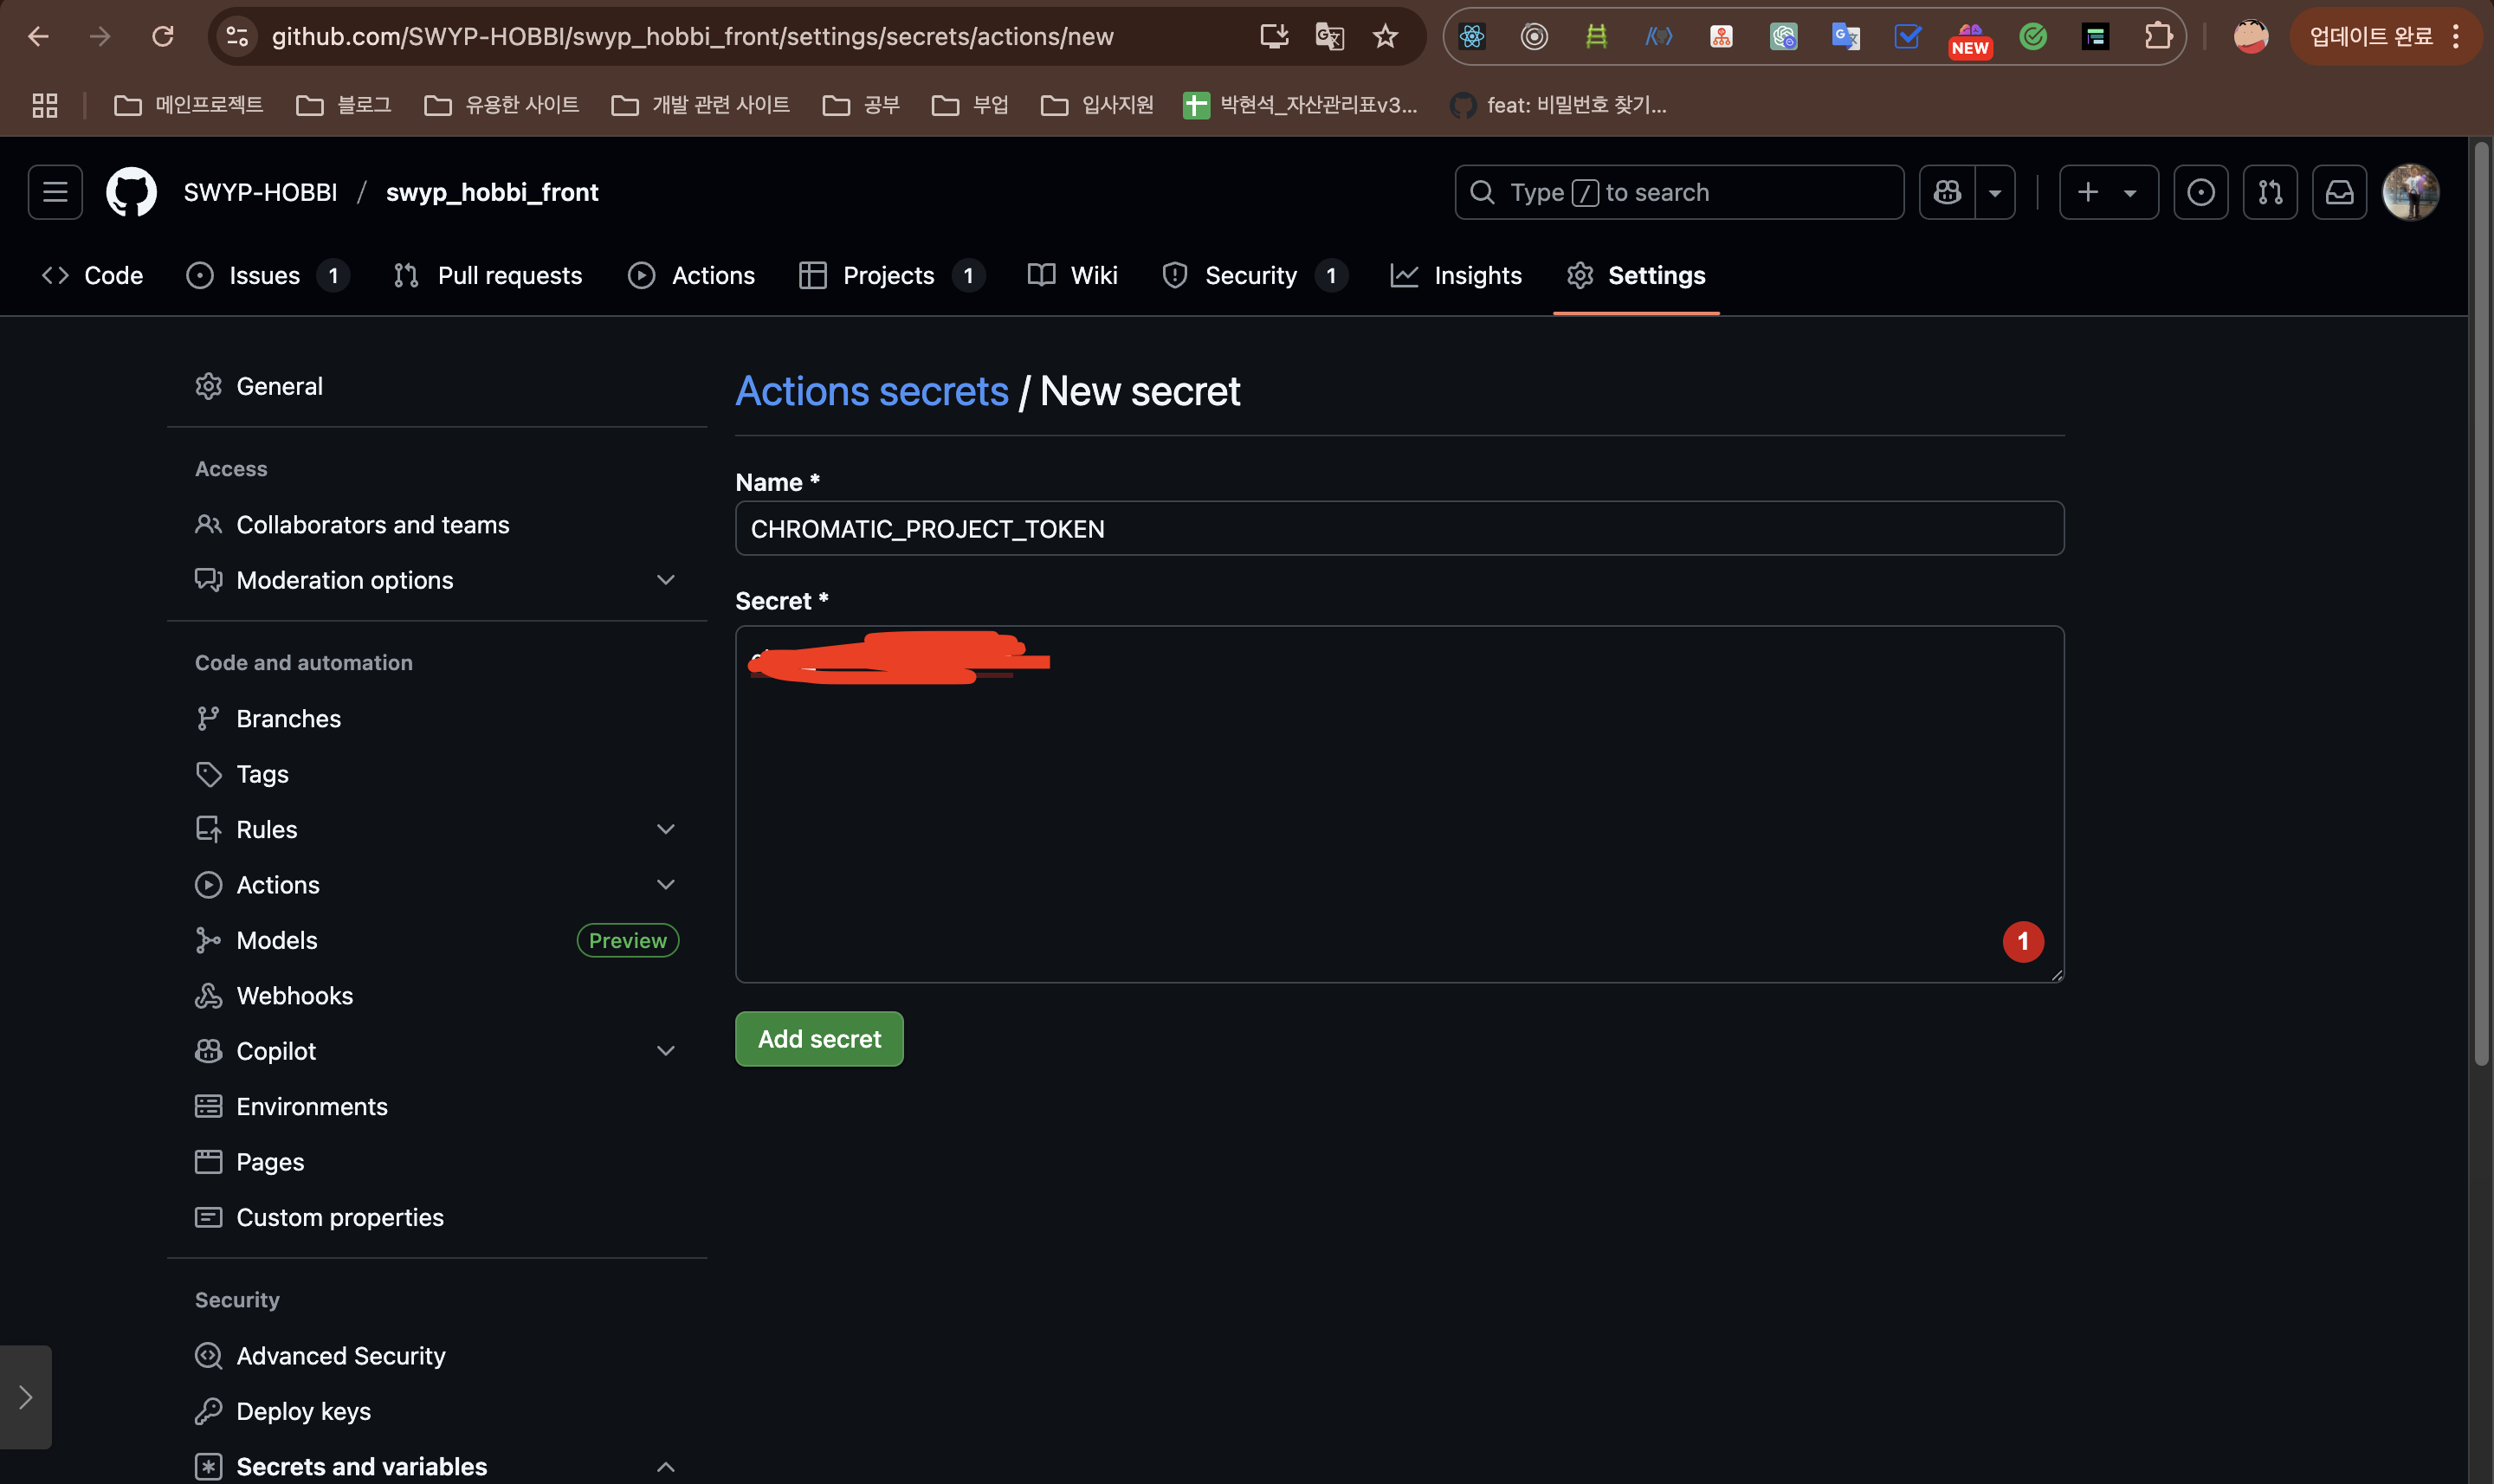 github.com/SWYP-HOBBI/swyp_hobbi_front/settings/secrets/actions/new
NEW
업데이트 완료
메인프로젝트
블로그
유용한 사이트
개발 관련 사이트
공부
부업
입사지원
박현석_자산관리표v3...
feat: 비밀번호 찾기...
SWYP-HOBBI / swyp_hobbi_front
Type / to search
Code
Issues 1
Pull requests
Actions
Projects 1
Wiki
Security 1
Insights
Settings
General
Access
Collaborators and teams
Moderation options
Code and automation
Branches
Tags
Rules
Actions
Models Preview
Webhooks
Copilot
Environments
Pages
Custom properties
Security
Advanced Security
Deploy keys
Secrets and variables
Actions secrets / New secret
Name *
CHROMATIC_PROJECT_TOKEN
Secret *
1
Add secret